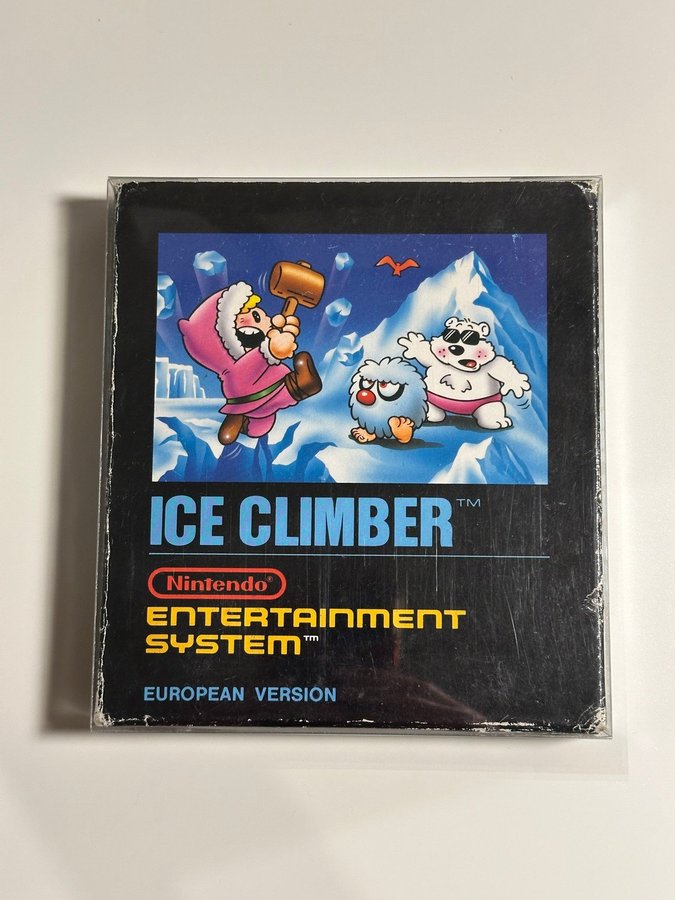 ICE CLIMBER™
Nintendo®
ENTERTAINMENT
SYSTEM™
EUROPEAN VERSION